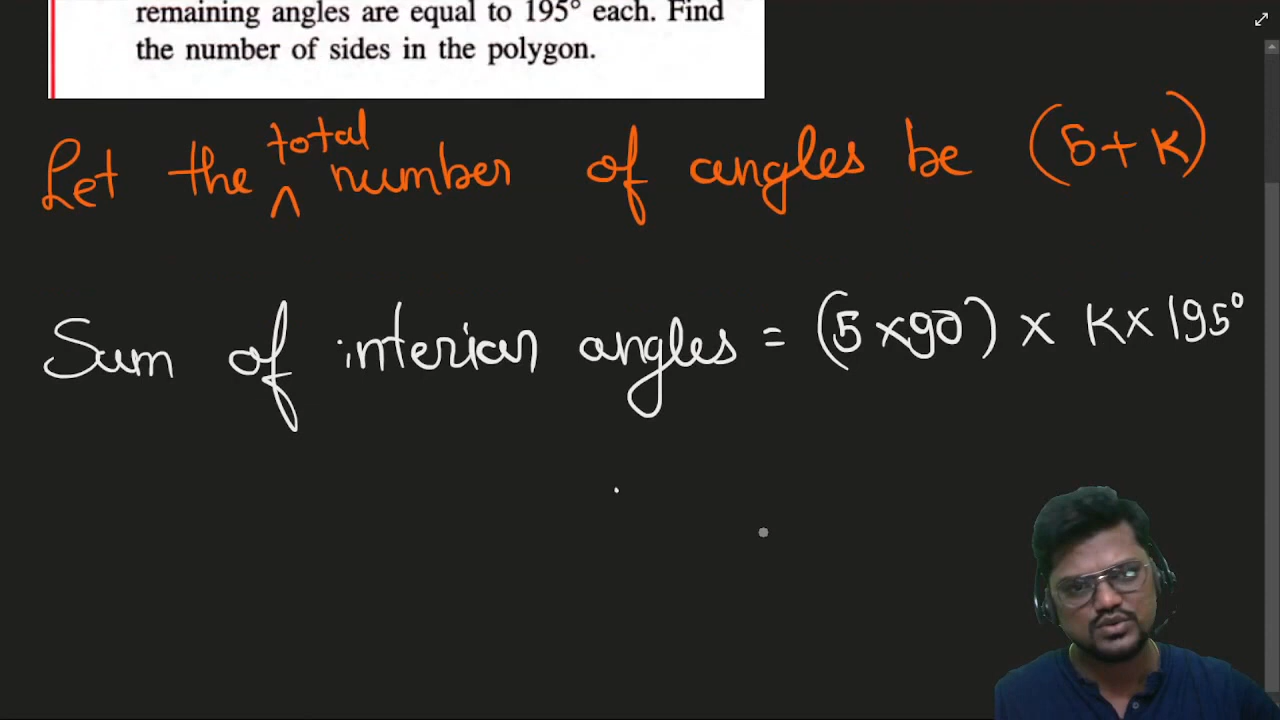 remaining angles are equal to 195° each. Find
the number of sides in the polygon.
Let the ^ total number of angles be (5+K)
Sum of interior angles = (5×90) × K×195°